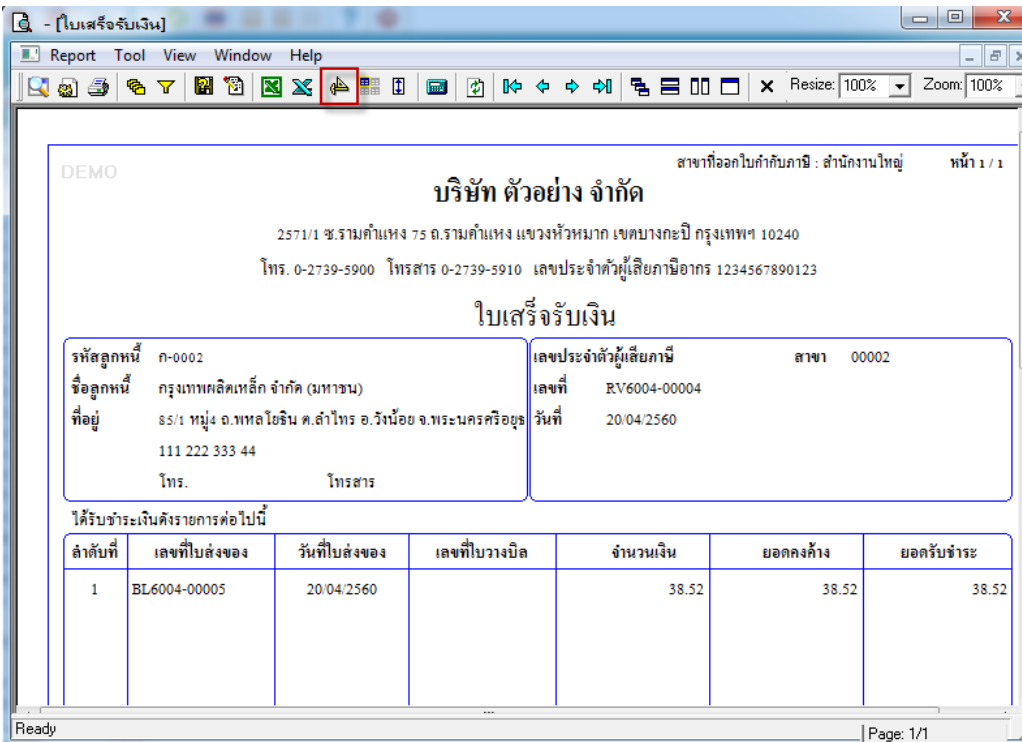 - [ใบเสร็จรับเงิน]
Report Tool View Window Help
Resize: 100% Zoom: 100%
DEMO
สาขาที่ออกใบกำกับภาษี : สำนักงานใหญ่ หน้า 1 / 1
บริษัท ตัวอย่าง จำกัด
2571/1 ซ.รามคำแหง 75 ถ.รามคำแหง แขวงหัวหมาก เขตบางกะปิ กรุงเทพฯ 10240
โทร. 0-2739-5900 โทรสาร 0-2739-5910 เลขประจำตัวผู้เสียภาษีอากร 1234567890123
ใบเสร็จรับเงิน
รหัสลูกหนี้ ก-0002 เลขประจำตัวผู้เสียภาษี สาขา 00002
ชื่อลูกหนี้ กรุงเทพผลิตเหล็ก จำกัด (มหาชน) เลขที่ RV6004-00004
ที่อยู่ 85/1 หมู่4 ถ.พหลโยธิน ต.ลำไทร อ.วังน้อย จ.พระนครศรีอยุธ วันที่ 20/04/2560
111 222 333 44
โทร. โทรสาร
ได้รับชำระเงินดังรายการต่อไปนี้
ลำดับที่ เลขที่ใบส่งของ วันที่ใบส่งของ เลขที่ใบวางบิล จำนวนเงิน ยอดคงค้าง ยอดรับชำระ
1 BL6004-00005 20/04/2560 38.52 38.52 38.52
Ready Page: 1/1